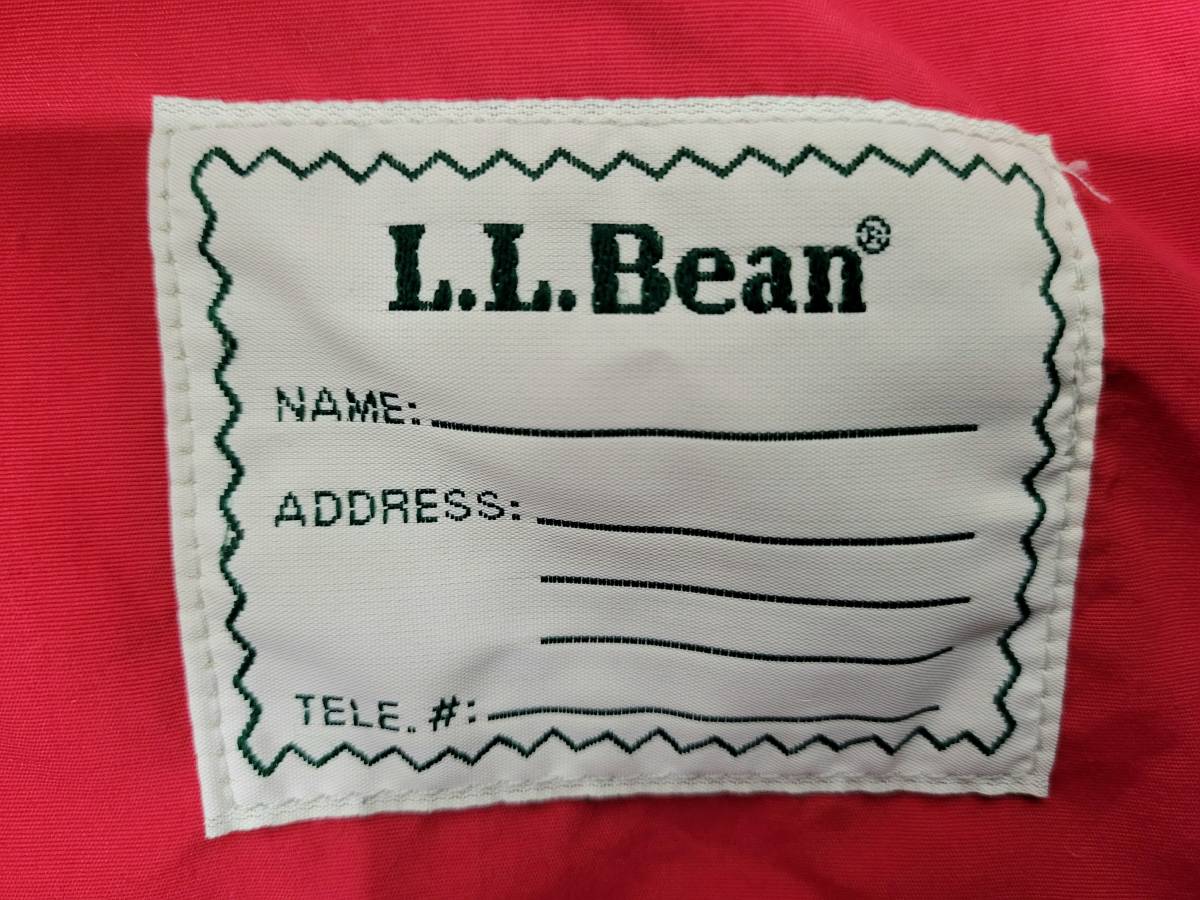 L.L.Bean®
NAME:
ADDRESS:
TELE. #: